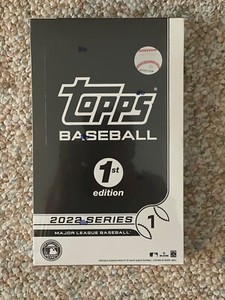 Topps
BASEBALL
1st
edition
2022 SERIES
1
MAJOR LEAGUE BASEBALL